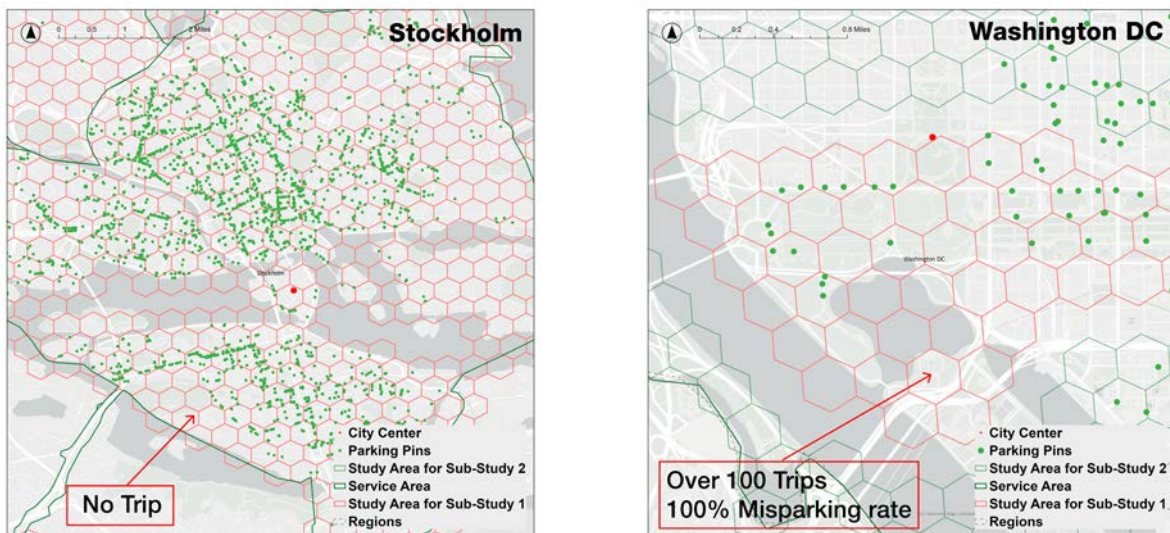 Stockholm
0 0.5 1 2 Miles
Stockholm
No Trip
City Center
Parking Pins
Study Area for Sub-Study 2
Service Area
Study Area for Sub-Study 1
Regions
Washington DC
0 0.2 0.4 0.8 Miles
Washington DC
Over 100 Trips
100% Misparking rate
City Center
Parking Pins
Study Area for Sub-Study 2
Service Area
Study Area for Sub-Study 1
Regions